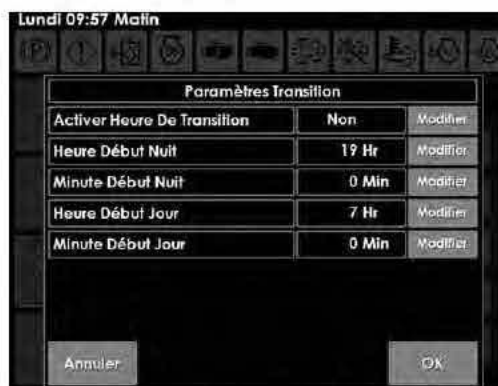 Lundi 09:57 Matin
Paramètres Transition
Activer Heure De Transition Non Modifier
Heure Début Nuit 19 Hr Modifier
Minute Début Nuit 0 Min Modifier
Heure Début Jour 7 Hr Modifier
Minute Début Jour 0 Min Modifier
Annuler OK